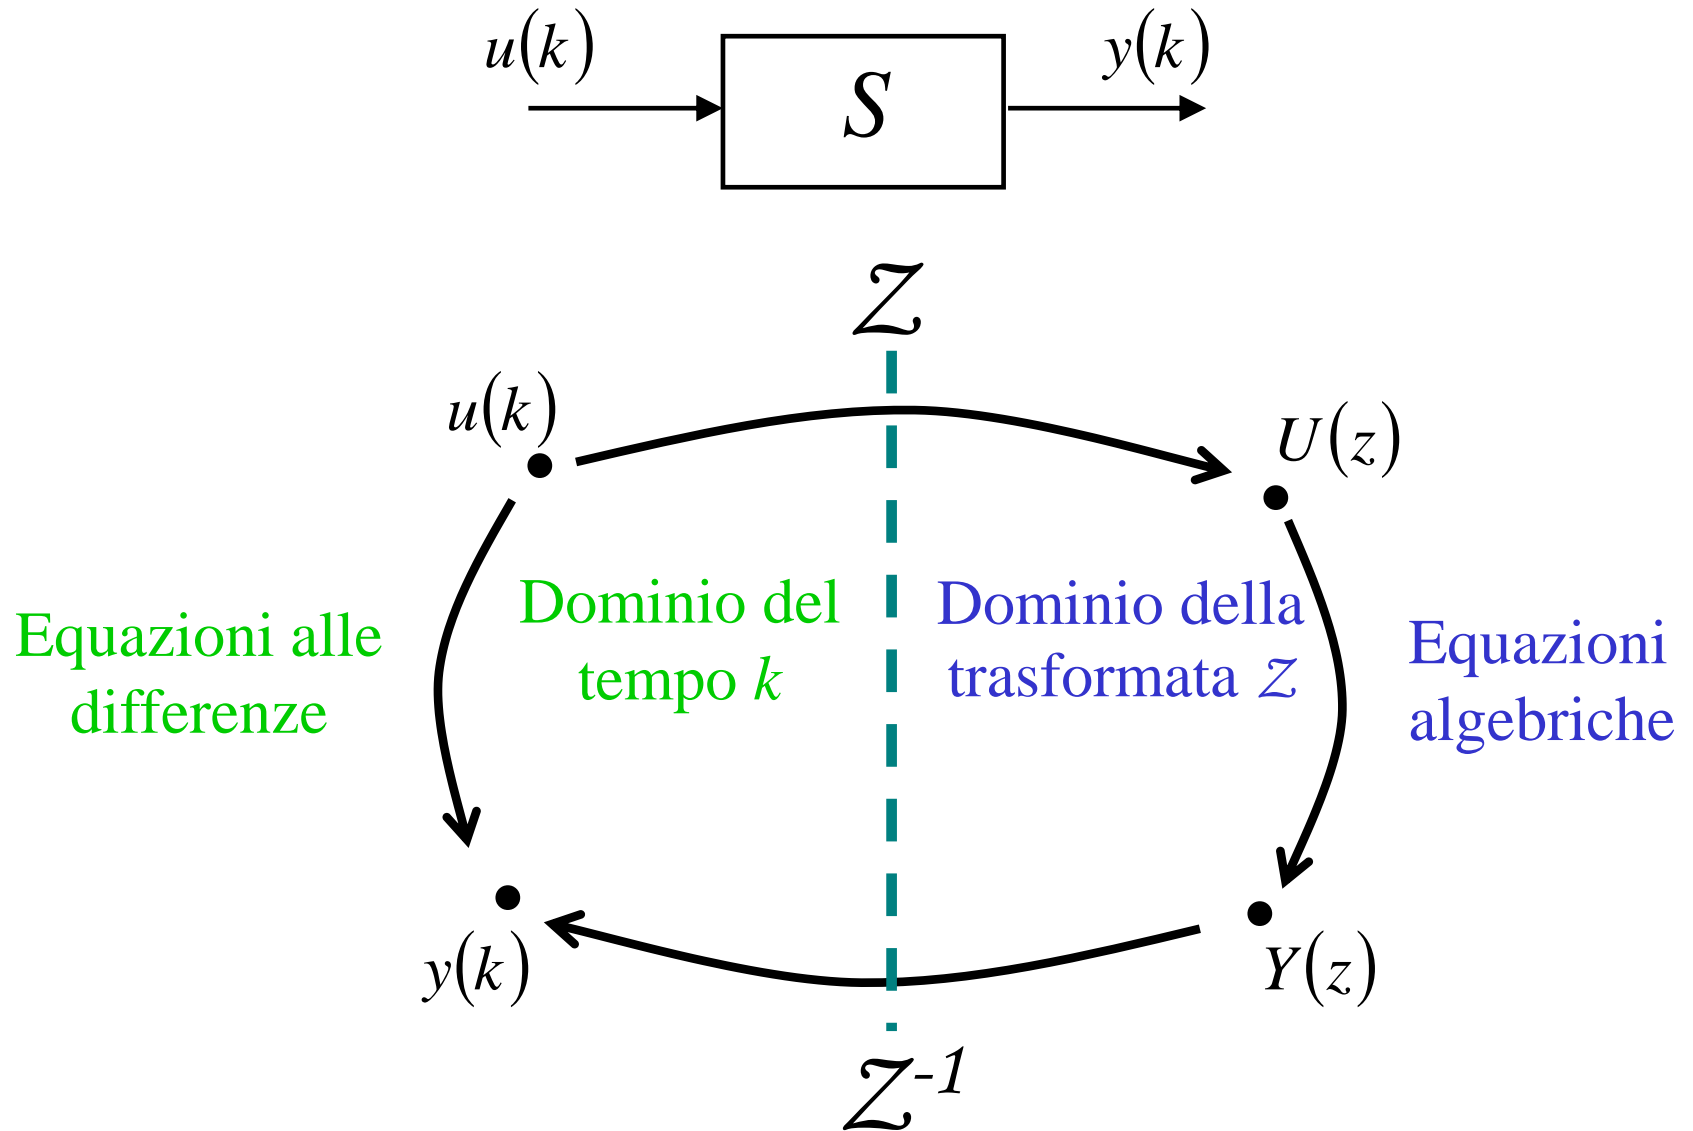 u(k)
S
y(k)
Z
u(k)
U(z)
Equazioni alle
differenze
Dominio del
tempo k
Dominio della
trasformata Z
Equazioni
algebriche
y(k)
Y(z)
Z⁻¹